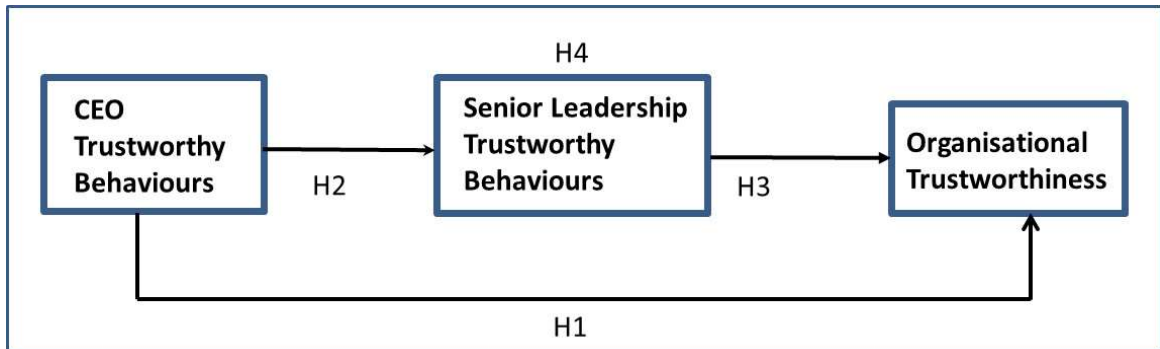 H4
CEO
Trustworthy
Behaviours
H2
Senior Leadership
Trustworthy
Behaviours
H3
Organisational
Trustworthiness
H1